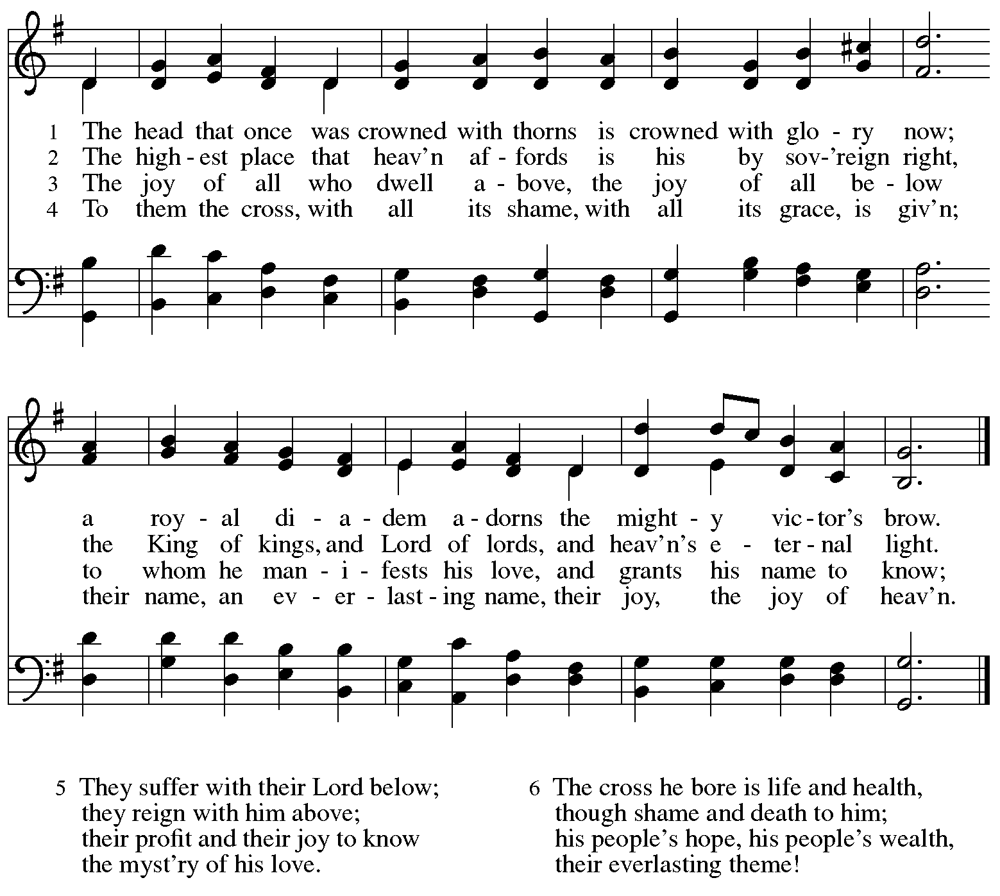 1 The head that once was crowned with thorns is crowned with glo - ry now;
2 The high - est place that heav'n af - fords is his by sov-'reign right,
3 The joy of all who dwell a - bove, the joy of all be - low
4 To them the cross, with all its shame, with all its grace, is giv'n;
a roy - al di - a - dem a - dorns the might - y vic - tor's brow.
the King of kings, and Lord of lords, and heav'n's e - ter - nal light.
to whom he man - i - fests his love, and grants his name to know;
their name, an ev - er - last - ing name, their joy, the joy of heav'n.
5 They suffer with their Lord below;
they reign with him above;
their profit and their joy to know
the myst'ry of his love.
6 The cross he bore is life and health,
though shame and death to him;
his people's hope, his people's wealth,
their everlasting theme!